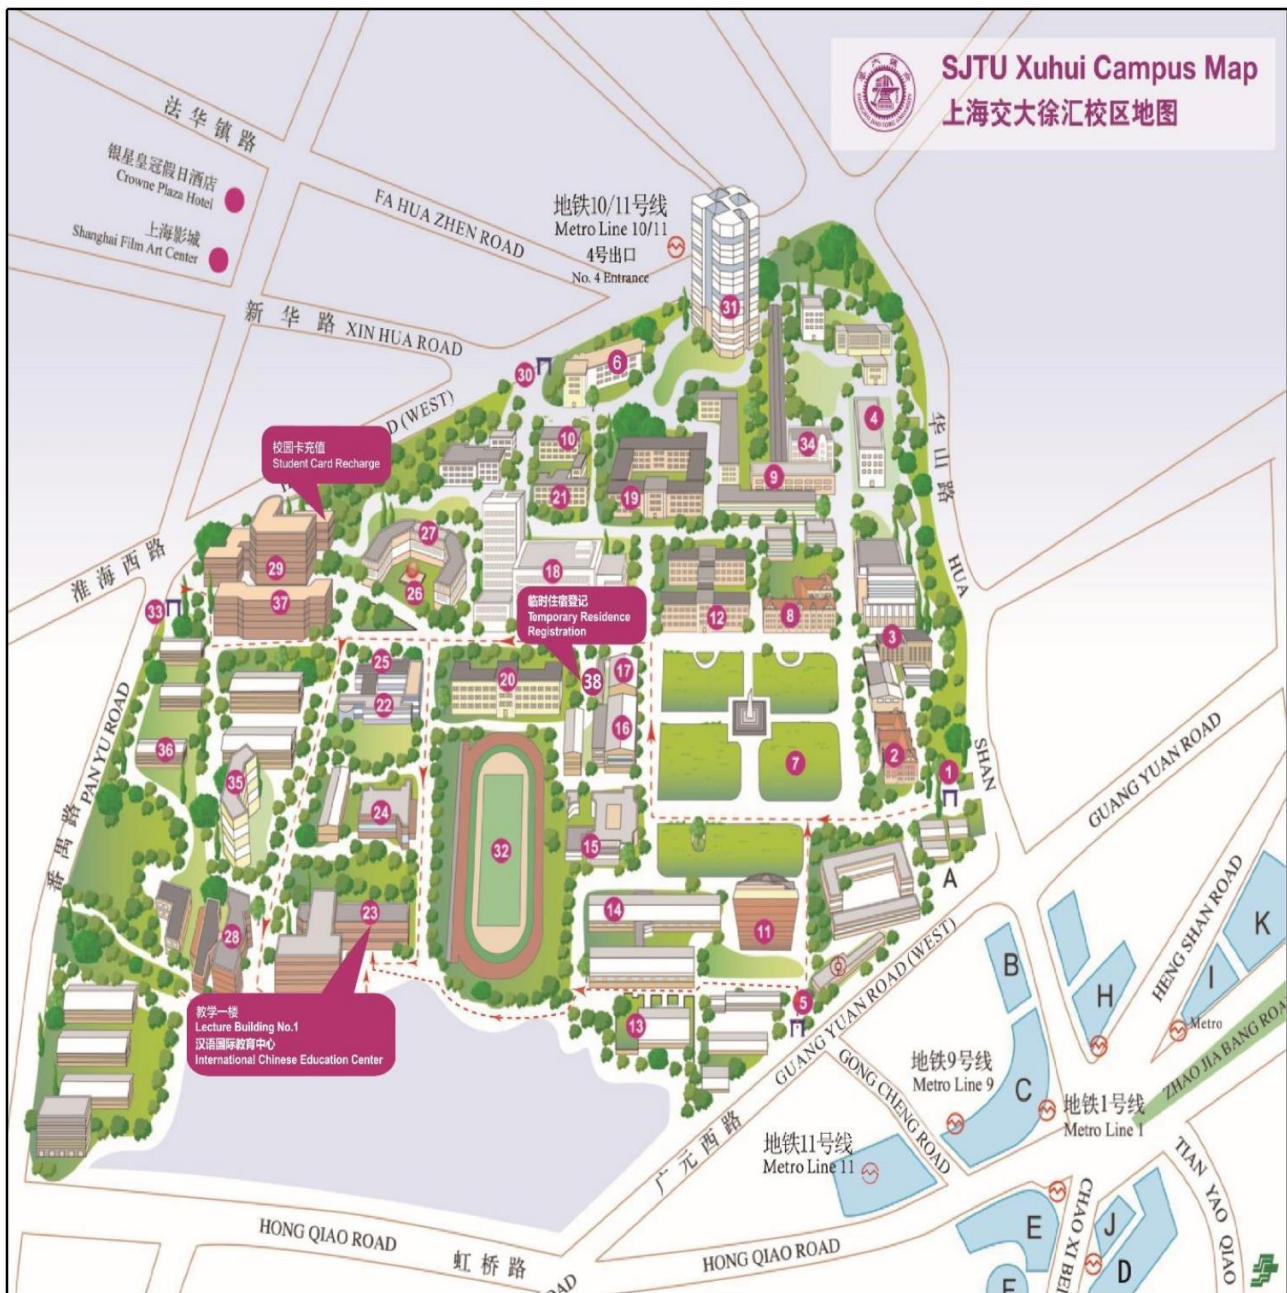 SJTU Xuhui Campus Map
上海交大徐汇校区地图
法华镇路
银星皇冠假日酒店
Crowne Plaza Hotel
上海影城
Shanghai Film Art Center
FA HUA ZHEN ROAD
地铁10/11号线
Metro Line 10/11
4号出口
No. 4 Entrance
新华路 XIN HUA ROAD
31
30
6
D (WEST)
校园卡充值
Student Card Recharge
4
华山路
10
34
9
21
19
淮海西路
27
29
18
26
37
33
HUA
临时住宿登记
Temporary Residence
Registration
12
8
3
25
17
38
20
22
16
PAN YU ROAD
番禺路
36
2
SHAN
7
1
35
GUANG YUAN ROAD
24
32
15
A
23
14
28
11
HENG SHAN ROAD
K
B
I
H
Metro
教学一楼
Lecture Building No.1
汉语国际教育中心
International Chinese Education Center
5
13
GUANG YUAN ROAD (WEST)
GONG CHENG ROAD
地铁9号线
Metro Line 9
C
地铁1号线
Metro Line 1
ZHAO JIA BANG ROA
广元西路
地铁11号线
Metro Line 11
TIAN YAO QIAO
CHAO XI BEI
HONG QIAO ROAD
虹桥路
HONG QIAO ROAD
E
J
D
OAD